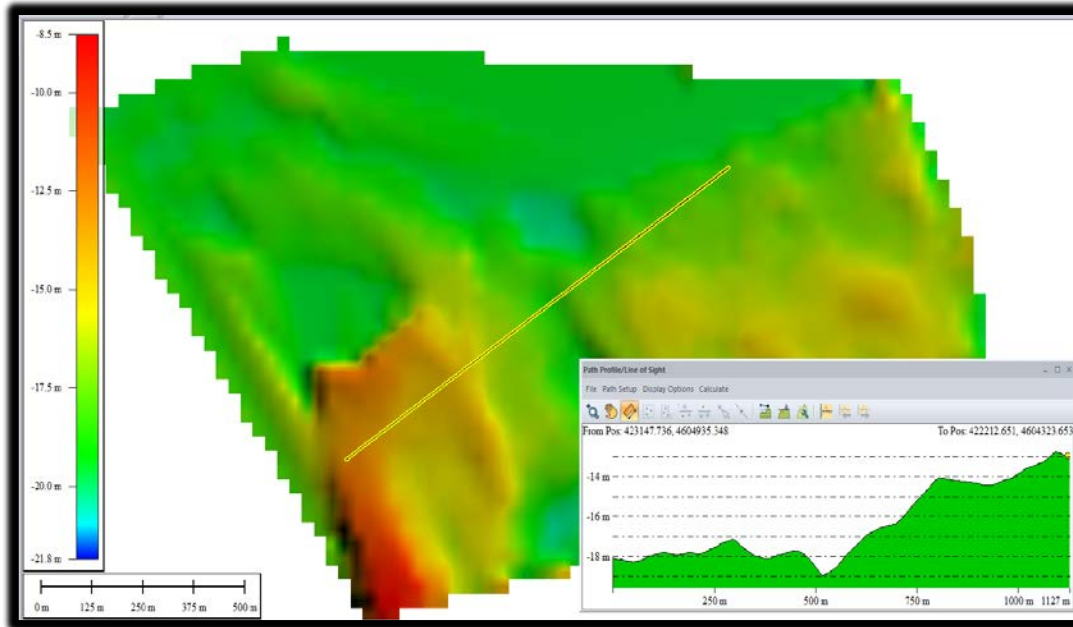 -8.5 m
-10.0 m
-12.5 m
-15.0 m
-17.5 m
-20.0 m
-21.8 m
0 m 125 m 250 m 375 m 500 m
Path Profile/Line of Sight
File Path Setup Display Options Calculate
From Pos: 423147.736, 4604935.348 To Pos: 422212.651, 4604323.653
-14 m
-16 m
-18 m
250 m 500 m 750 m 1000 m 1127 m